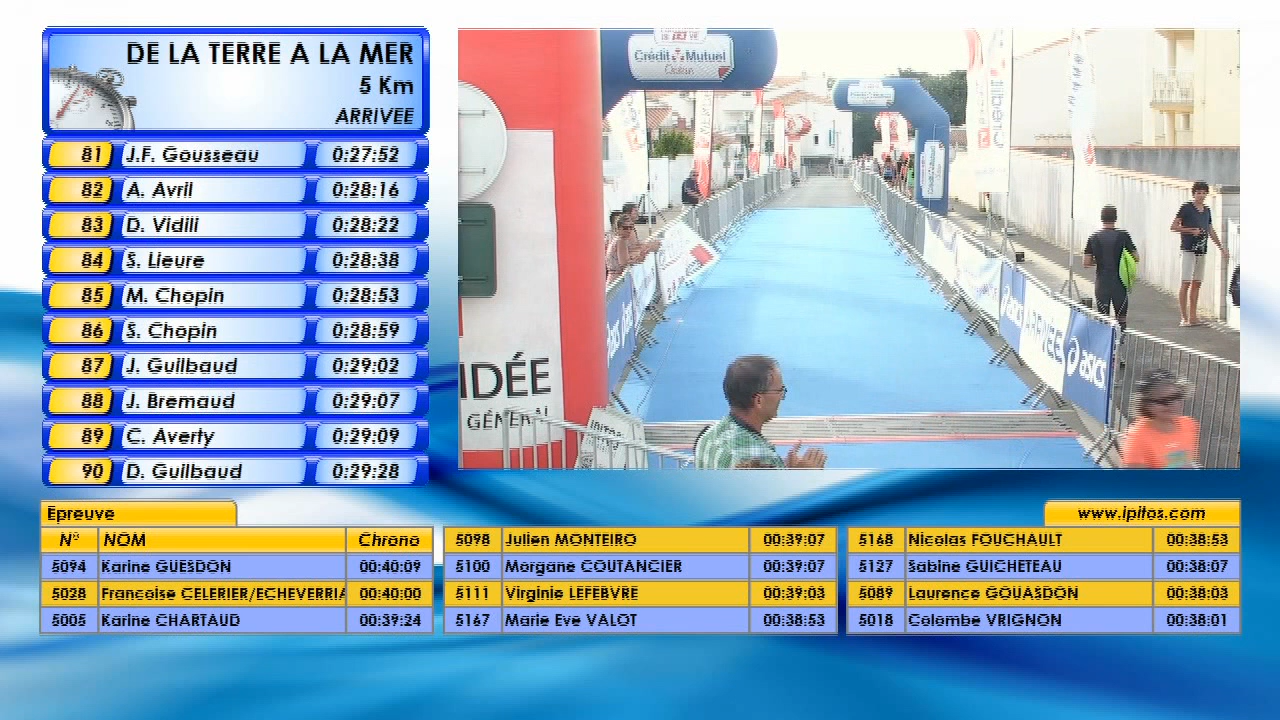 DE LA TERRE A LA MER
5 Km
ARRIVEE
81 J.F. Gousseau 0:27:52
82 A. Avril 0:28:16
83 D. Vidili 0:28:22
84 S. Lieure 0:28:38
85 M. Chopin 0:28:53
86 S. Chopin 0:28:59
87 J. Guilbaud 0:29:02
88 J. Bremaud 0:29:07
89 C. Averty 0:29:09
90 D. Guilbaud 0:29:28
Crédit Mutuel
Océan
IDÉE
GÉNÉRAL
asics
ARRIVEE
asics
Epreuve
www.ipitos.com
N° NOM Chrono
5094 Karine GUESDON 00:40:09
5028 Francoise CELERIER/ECHEVERRIA 00:40:00
5005 Karine CHARTAUD 00:39:24
5098 Julien MONTEIRO 00:39:07
5100 Morgane COUTANCIER 00:39:07
5111 Virginie LEFEBVRE 00:39:03
5167 Marie Eve VALOT 00:38:53
5168 Nicolas FOUCHAULT 00:38:53
5127 Sabine GUICHETEAU 00:38:07
5089 Laurence GOUASDON 00:38:03
5018 Colombe VRIGNON 00:38:01